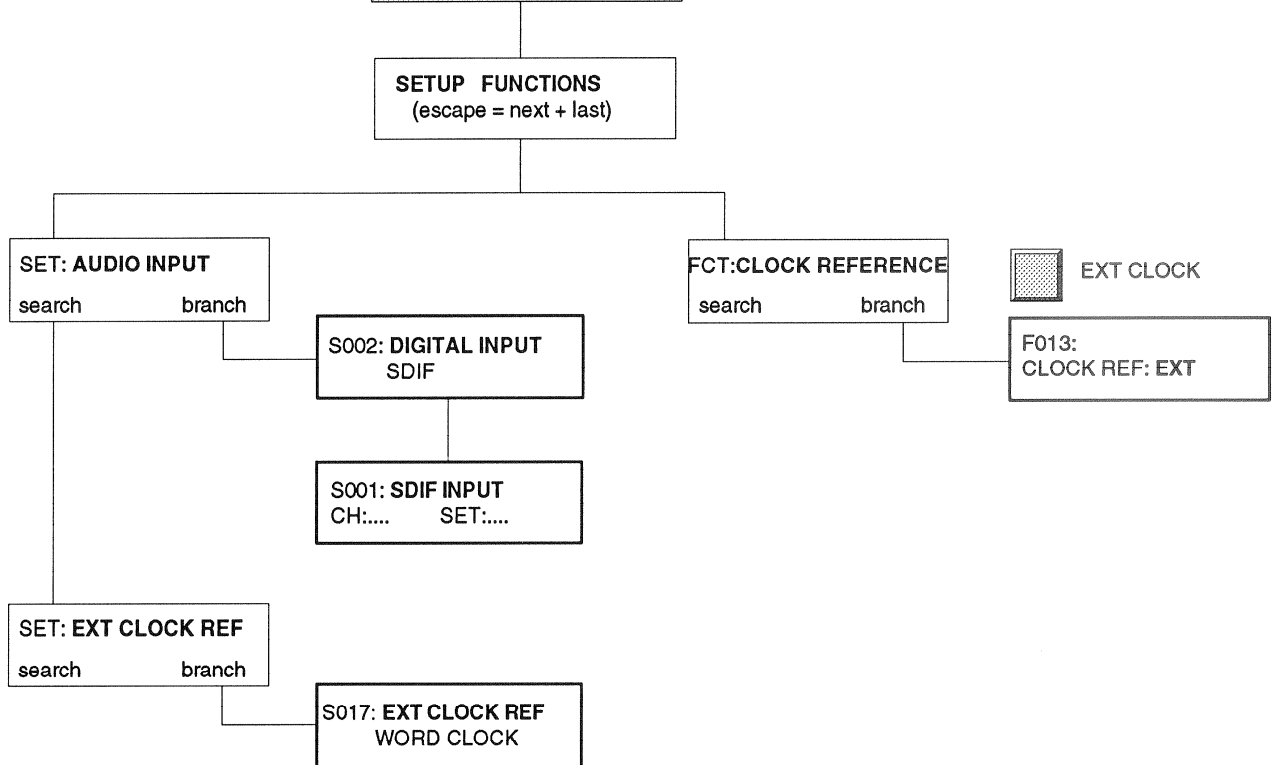 SETUP FUNCTIONS
(escape = next + last)
SET: AUDIO INPUT
search branch
S002: DIGITAL INPUT
SDIF
S001: SDIF INPUT
CH:.... SET:....
SET: EXT CLOCK REF
search branch
S017: EXT CLOCK REF
WORD CLOCK
FCT:CLOCK REFERENCE
search branch
EXT CLOCK
F013:
CLOCK REF: EXT